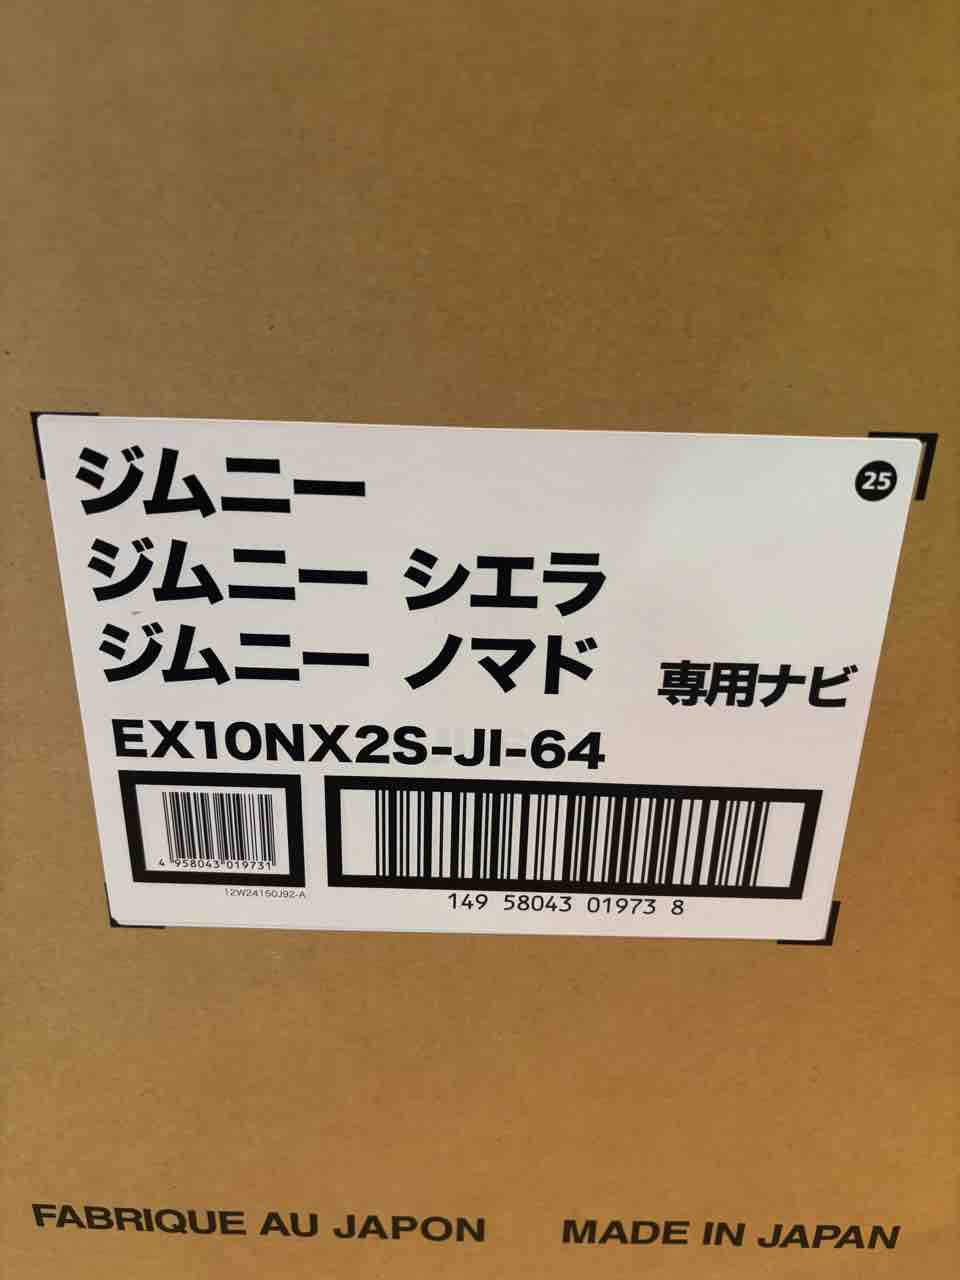 ジムニー
25
ジムニー シエラ
ジムニー ノマド 専用ナビ
EX10NX2S-JI-64
4 958043 019731
12W24150J92-A
149 58043 01973 8
FABRIQUE AU JAPON MADE IN JAPAN